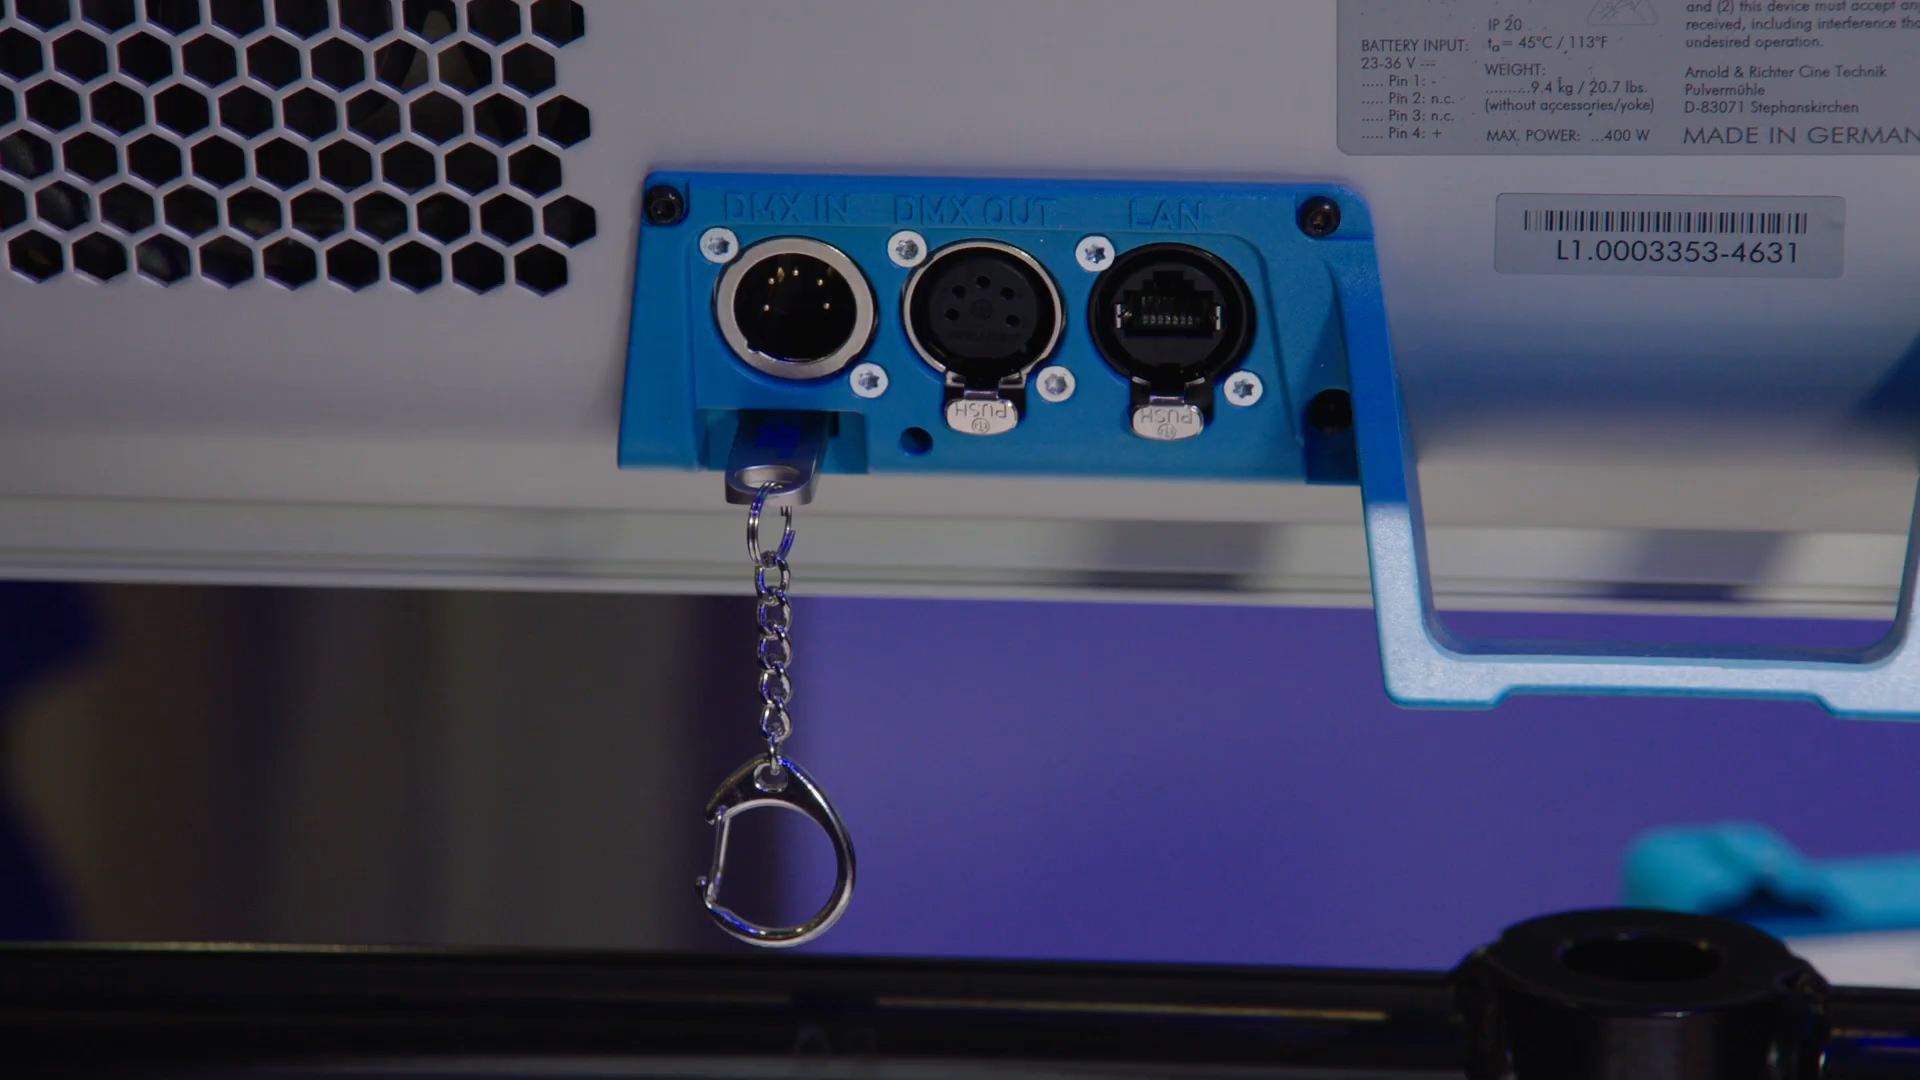 IP 20
BATTERY INPUT:
23-36 V
..... Pin 1: -
..... Pin 2: n.c.
..... Pin 3: n.c.
..... Pin 4: +
ta = 45°C / 113°F
WEIGHT:
.........9.4 kg / 20.7 lbs.
(without accessories/yoke)
MAX. POWER: ...400 W
and (2) this device must accept
received, including interference
undesired operation.
Arnold & Richter Cine Technik
Pulvermühle
D-83071 Stephanskirchen
MADE IN GERMAN
DMX IN
DMX OUT
LAN
L1.0003353-4631
PUSH
PUSH